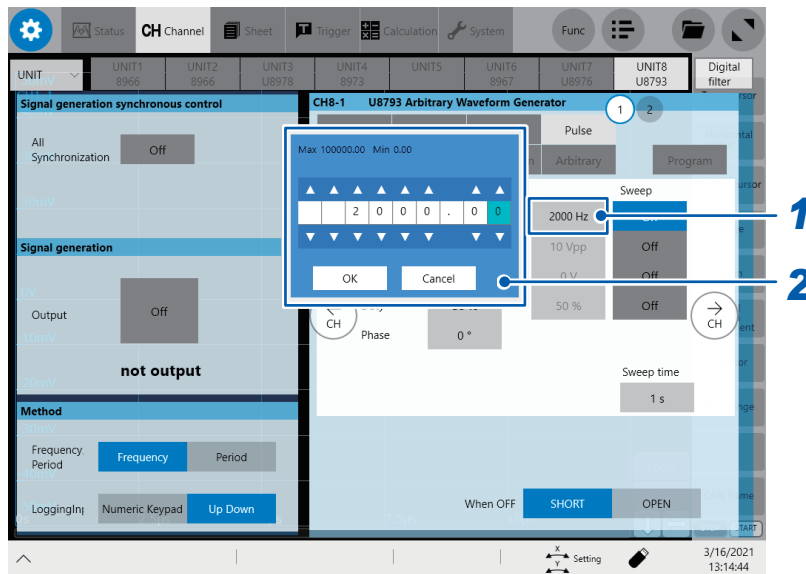 Status CH Channel Sheet Trigger Calculation System Func
UNIT UNIT1 UNIT2 UNIT3 UNIT4 UNIT5 UNIT6 UNIT7 UNIT8 Digital
8966 8966 U8978 8973 8967 U8976 U8793 filter
Signal generation synchronous control
All
Synchronization Off
Signal generation
Output Off
not output
Method
Frequency
Period Frequency Period
LoggingIn Numeric Keypad Up Down
CH8-1 U8793 Arbitrary Waveform Generator 1 2
Pulse
Arbitrary Program
Max 100000.00 Min 0.00
2 0 0 0 . 0 0
OK Cancel
Sweep
2000 Hz 1
10 Vpp Off
0 V Off
50 % Off
2
CH CH
Phase 0 °
Sweep time
1 s
When OFF SHORT OPEN
X
Y Setting
3/16/2021
13:14:44